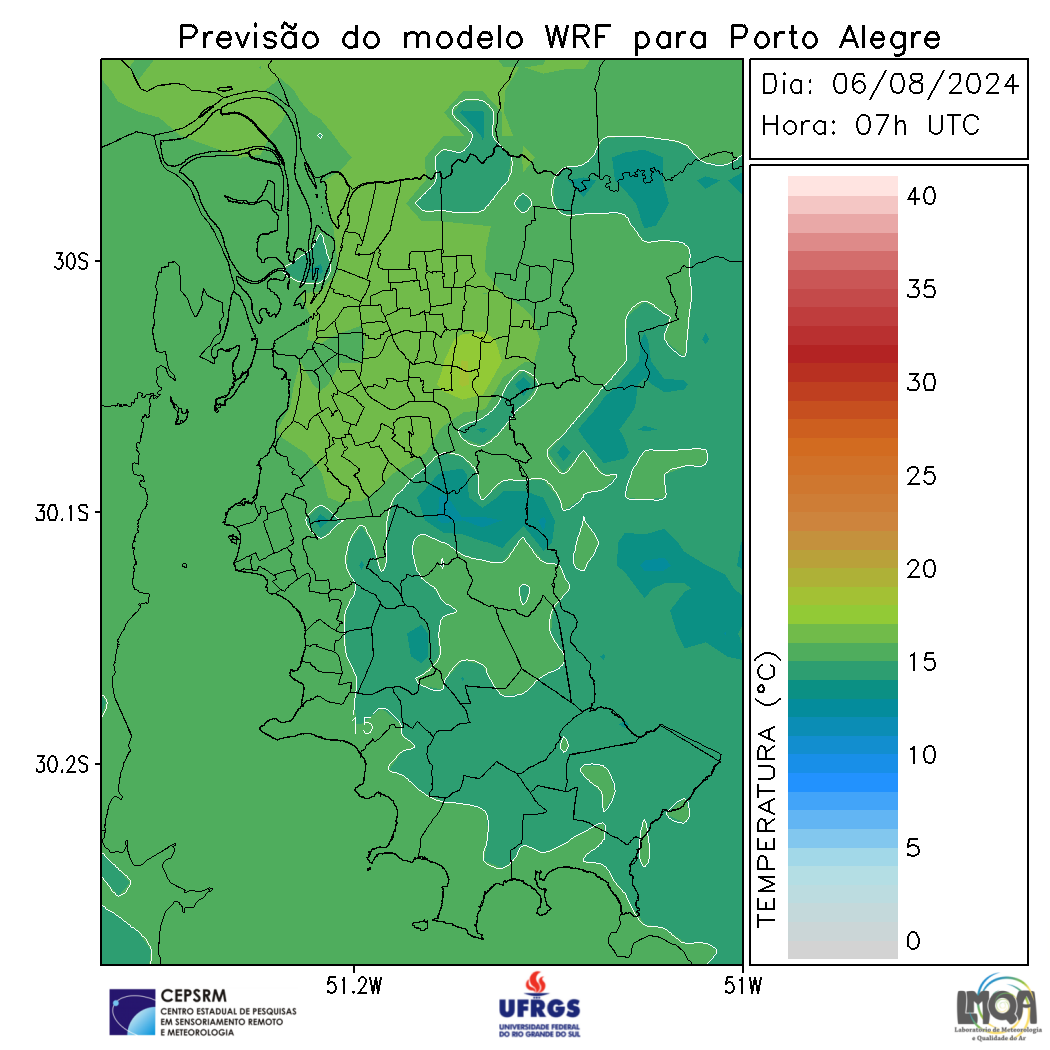 Previsão do modelo WRF para Porto Alegre
Dia: 06/08/2024
Hora: 07h UTC
40
35
30
25
20
15
10
5
0
TEMPERATURA (°C)
30S
30.1S
30.2S
15
51.2W
51W
CEPSRM
CENTRO ESTADUAL DE PESQUISAS
EM SENSORIAMENTO REMOTO
E METEOROLOGIA
UFRGS
UNIVERSIDADE FEDERAL
DO RIO GRANDE DO SUL
LMQA
Laboratório de Meteorologia
e Qualidade do Ar